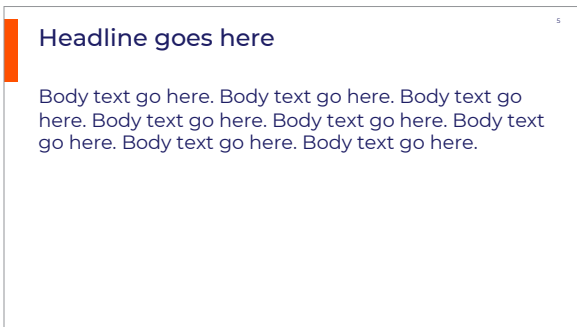 5
Headline goes here
Body text go here. Body text go here. Body text go
here. Body text go here. Body text go here. Body text
go here. Body text go here. Body text go here.